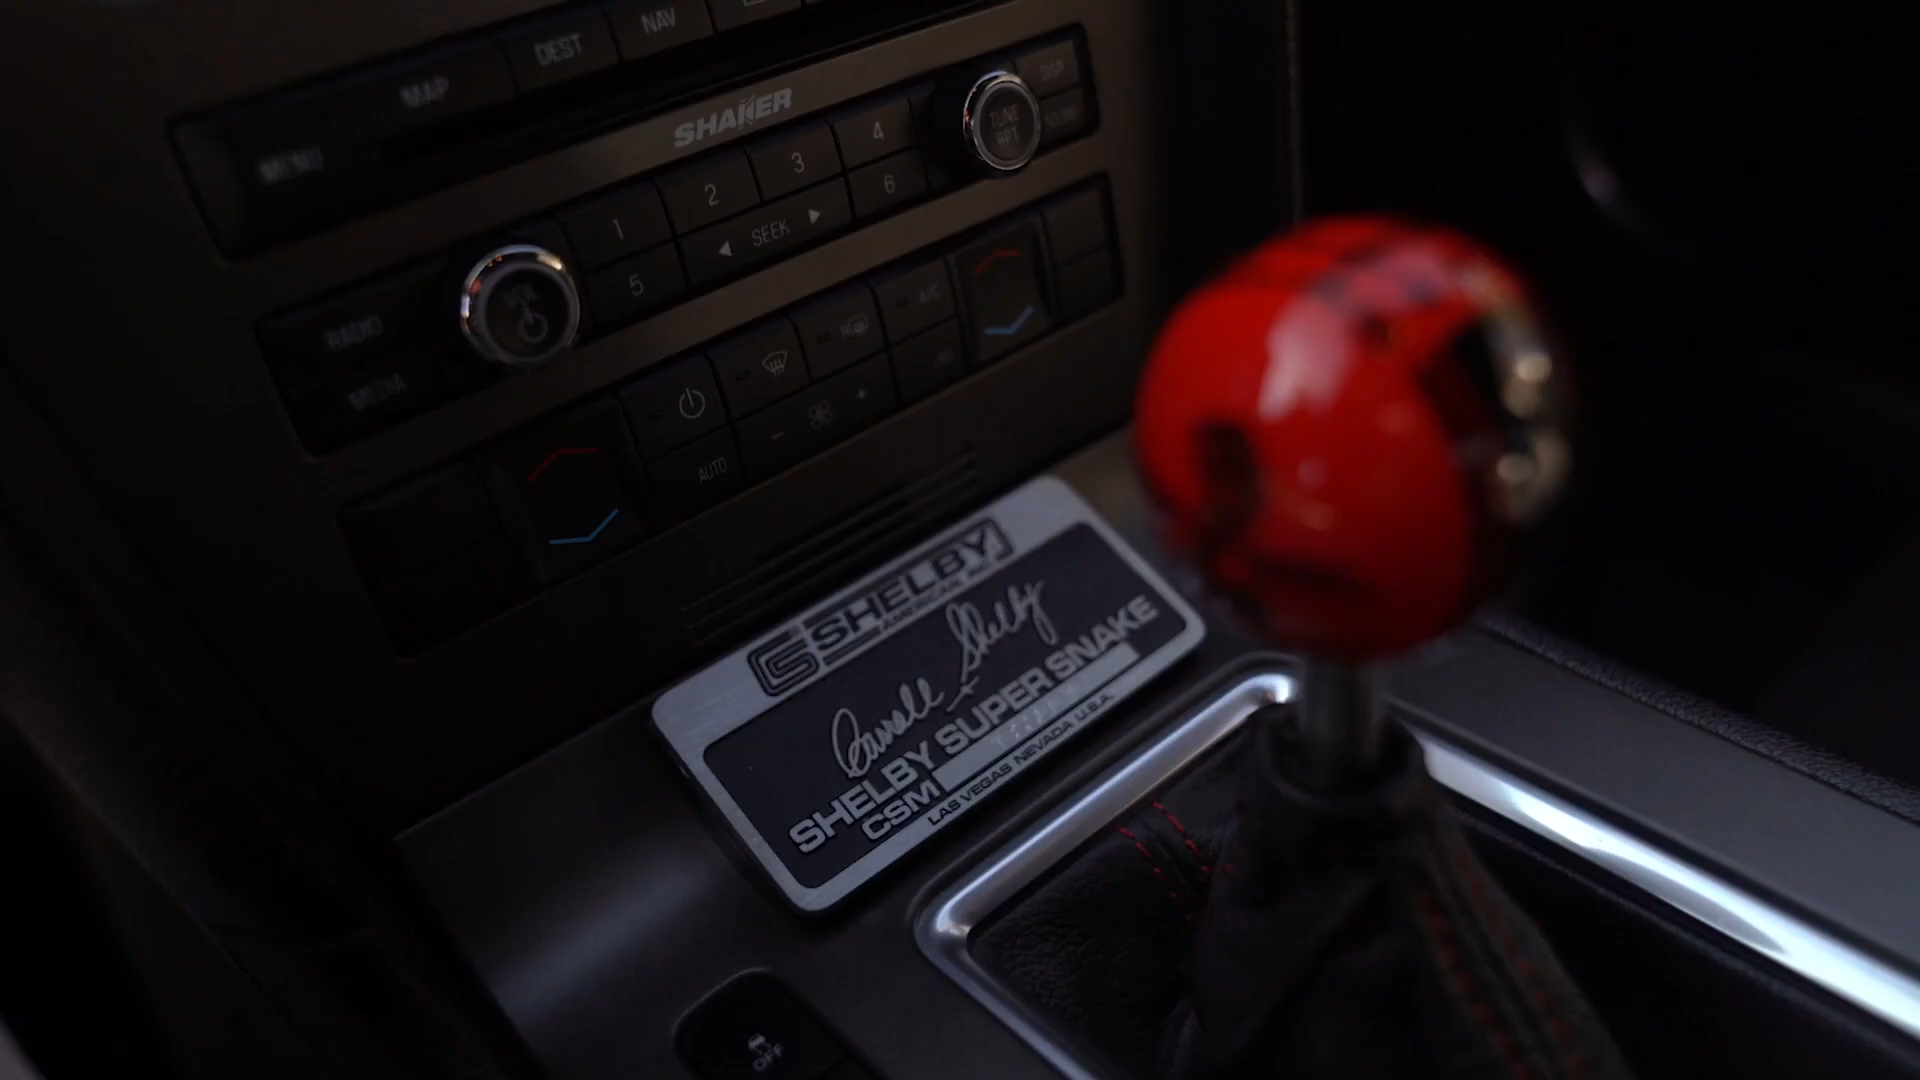 NAV
DEST
MAP
MENU
SHAKER
DISP
TUNE
RPT
1 2 3 4
5 SEEK 6
VOL
RADIO
MEDIA
A/C
AUTO
SHELBY
Carroll Shelby
SHELBY SUPER SNAKE
CSM
LAS VEGAS NEVADA U.S.A.
OFF